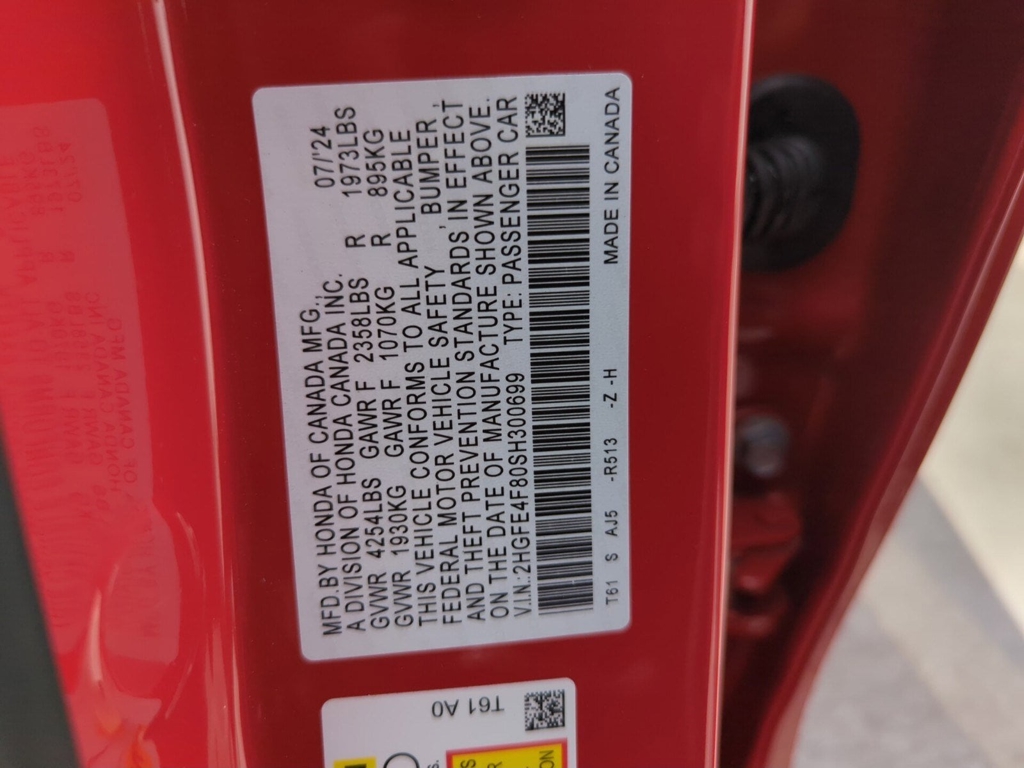 MFD.BY HONDA OF CANADA MFG., 07/'24
A DIVISION OF HONDA CANADA INC.
GVWR 4254LBS GAWR F 2358LBS R 1973LBS
GVWR 1930KG GAWR F 1070KG R 895KG
THIS VEHICLE CONFORMS TO ALL APPLICABLE
FEDERAL MOTOR VEHICLE SAFETY , BUMPER,
AND THEFT PREVENTION STANDARDS IN EFFECT
ON THE DATE OF MANUFACTURE SHOWN ABOVE.
V.I.N.:2HGFE4F80SH300699 TYPE: PASSENGER CAR
T61 S AJ5 -R513 -Z -H MADE IN CANADA
T61 A0